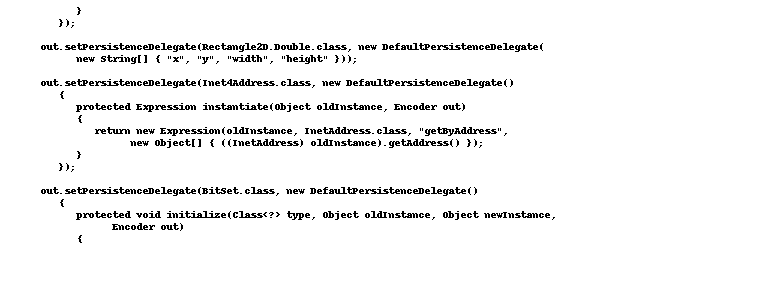 }
});
out.setPersistenceDelegate(Rectangle2D.Double.class, new DefaultPersistenceDelegate(
new String[] { "x", "y", "width", "height" }));
out.setPersistenceDelegate(Inet4Address.class, new DefaultPersistenceDelegate()
{
protected Expression instantiate(Object oldInstance, Encoder out)
{
return new Expression(oldInstance, InetAddress.class, "getByAddress",
new Object[] { ((InetAddress) oldInstance).getAddress() });
}
});
out.setPersistenceDelegate(BitSet.class, new DefaultPersistenceDelegate()
{
protected void initialize(Class<?> type, Object oldInstance, Object newInstance,
Encoder out)
{